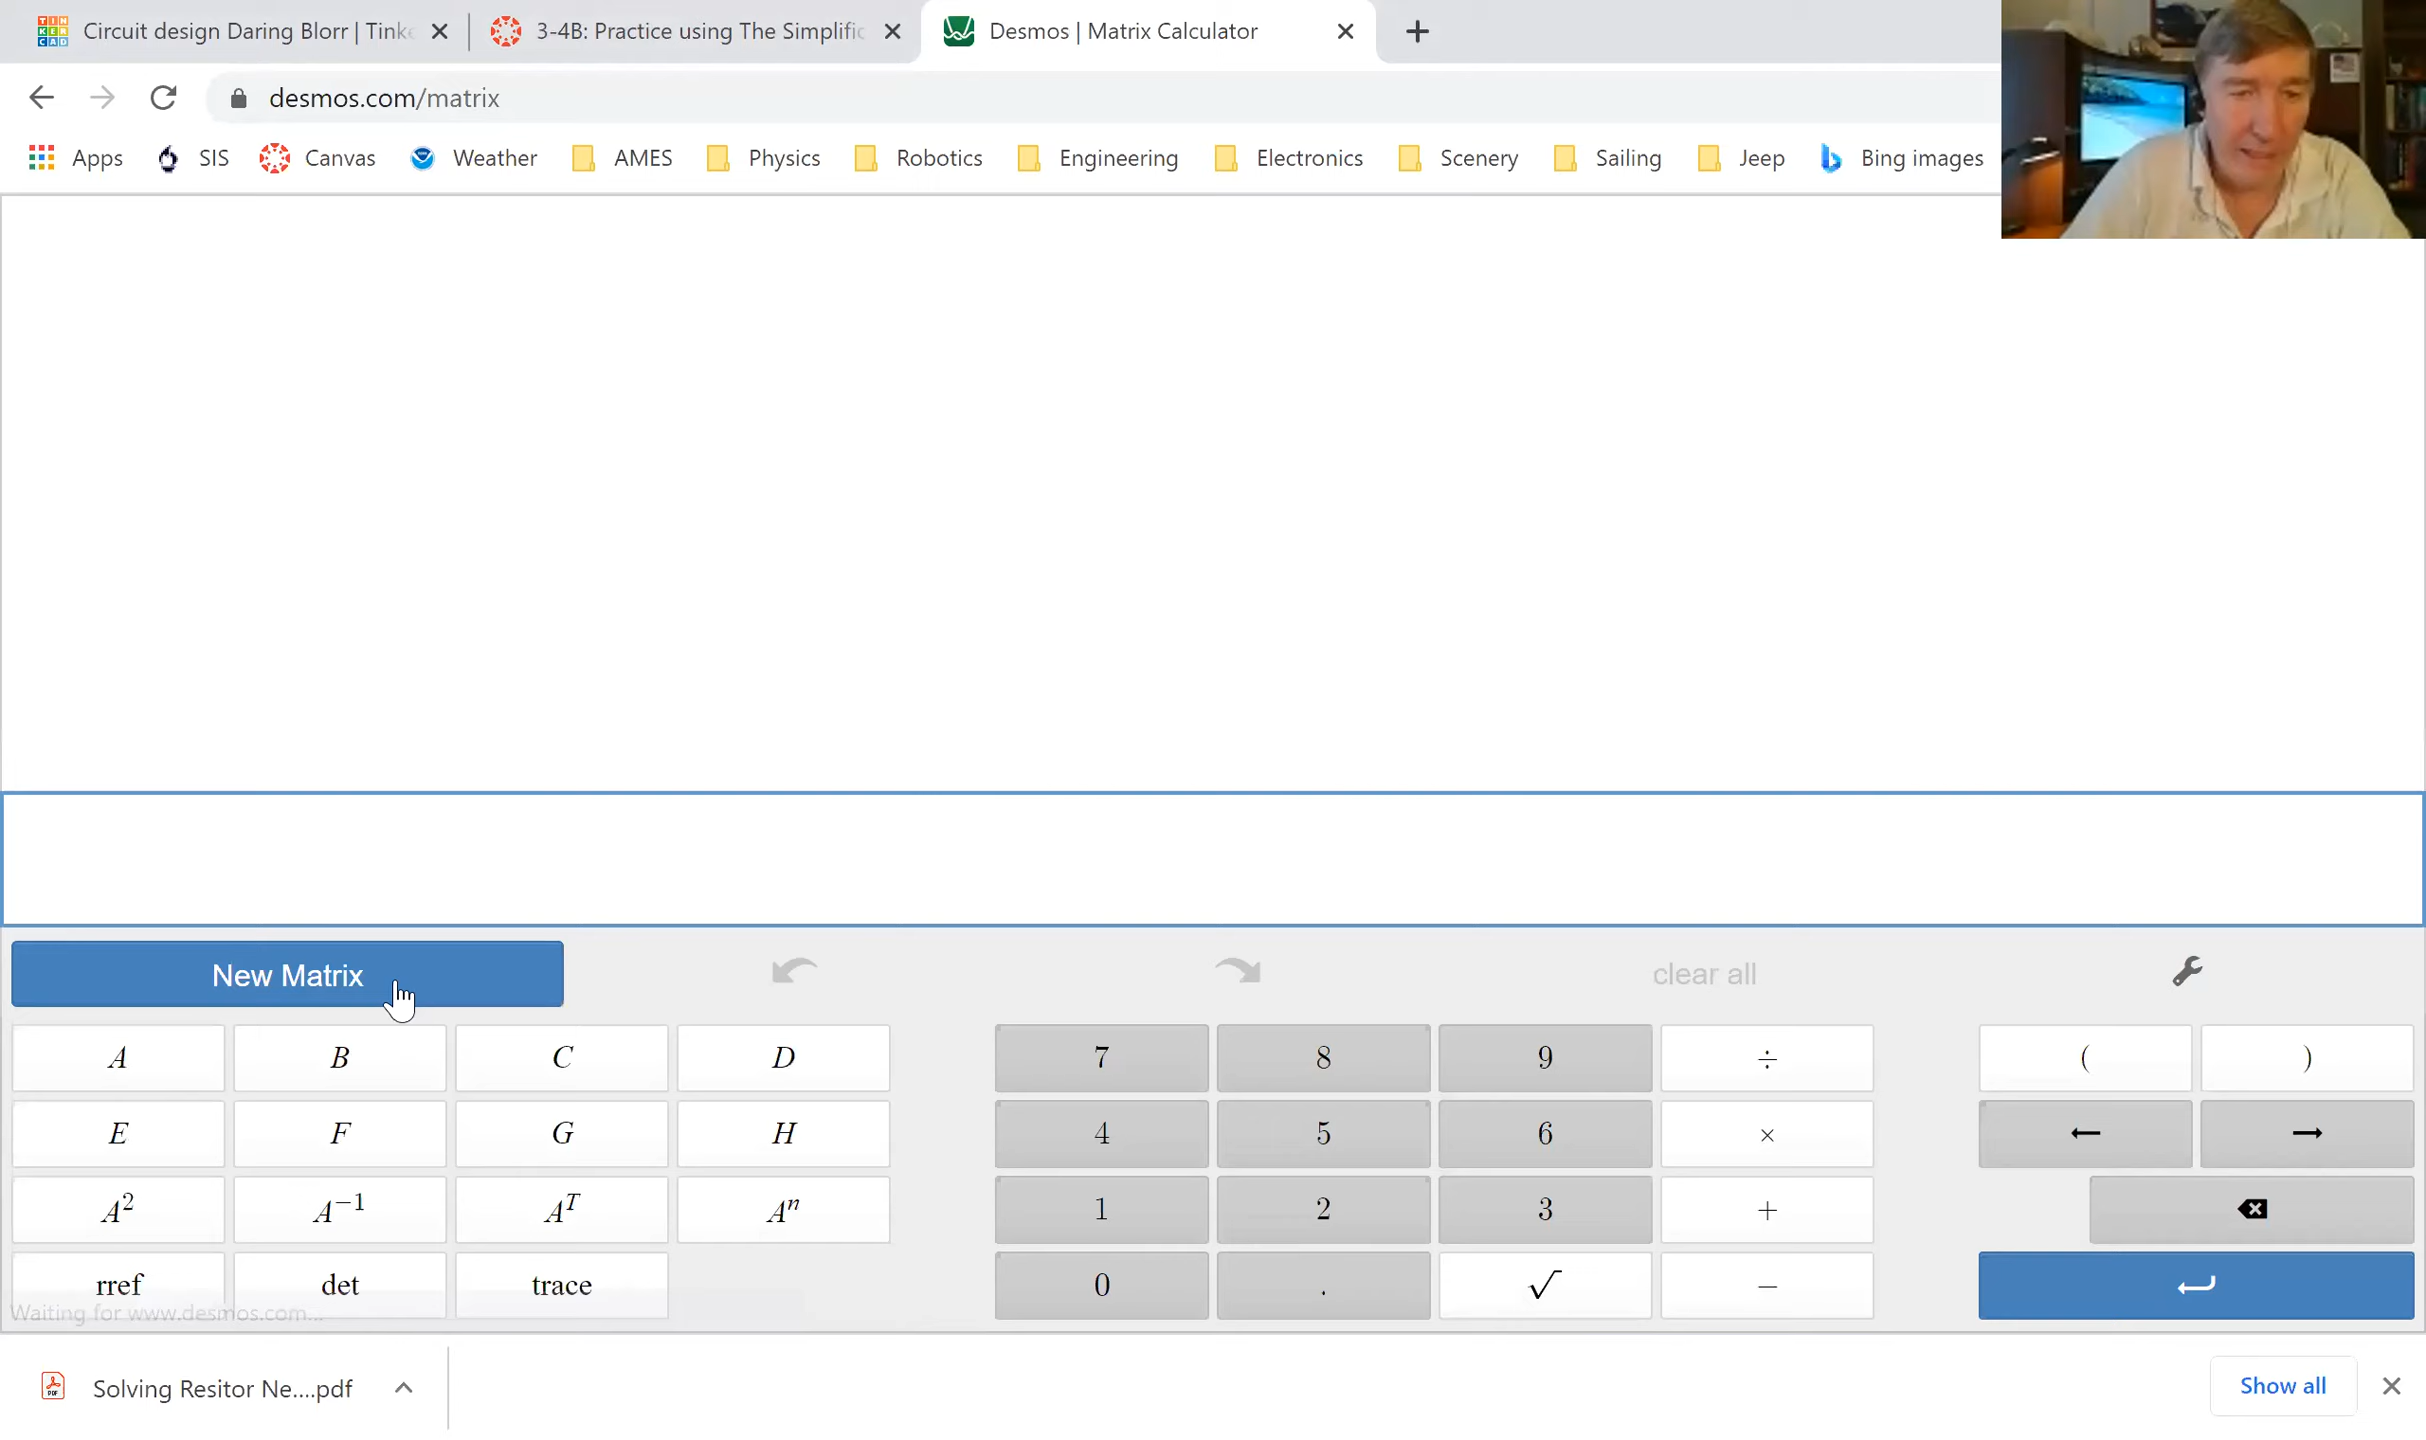 Circuit design Daring Blorr | Tinke
3-4B: Practice using The Simplific
Desmos | Matrix Calculator
desmos.com/matrix
Apps SIS Canvas Weather AMES Physics Robotics Engineering Electronics Scenery Sailing Jeep Bing images
New Matrix clear all
A B C D 7 8 9 ÷ ( )
E F G H 4 5 6 × ← →
A² A⁻¹ Aᵀ Aⁿ 1 2 3 +
rref det trace 0 . √ −
Waiting for www.desmos.com...
Solving Resitor Ne....pdf Show all